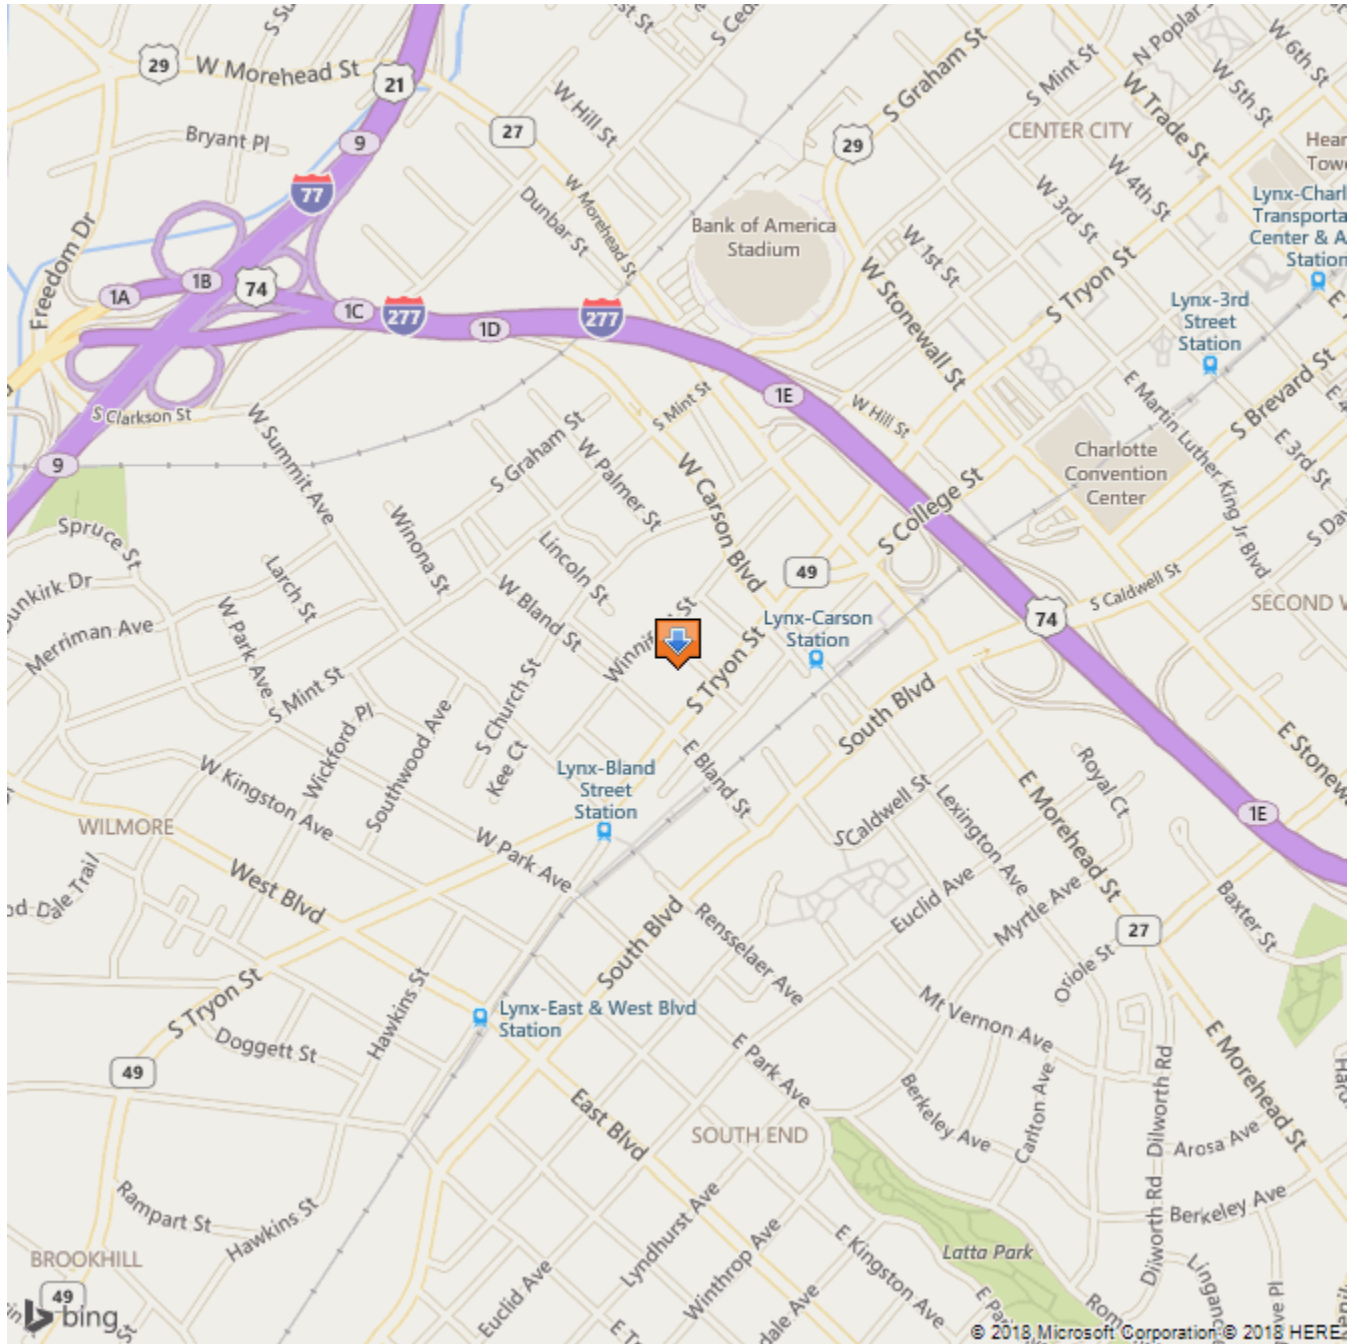 S Cedar
W Morehead St
29
21
Bryant Pl
27
9
77
W Hill St
Dunbar St
W Morehead St
S Graham St
29
S Mint St
N Poplar
W 6th St
W 5th St
W Trade St
CENTER CITY
W 4th St
W 3rd St
W 1st St
Bank of America
Stadium
Freedom Dr
1A
1B
74
1C
277
1D
277
1E
W Stonewall St
S Tryon St
Lynx-3rd
Street
Station
Center &
Station
S Clarkson St
9
W Summit Ave
S Graham St
W Palmer St
S Mint St
W Carson Blvd
W Hill St
S College St
E Martin Luther King Jr Blvd
S Brevard St
E 3rd St
Charlotte
Convention
Center
Spruce St
Larch St
Winona St
Lincoln St
W Bland St
49
S Caldwell St
74
SECOND
Merriman Ave
W Park Ave
S Mint St
S Church St
S Tryon St
Lynx-Carson
Station
South Blvd
Wickford Pl
Southwood Ave
Kee Ct
W Kingston Ave
Lynx-Bland
Street
Station
E Bland St
S Caldwell St
Lexington Ave
E Morehead St
Royal Ct
1E
WILMORE
West Blvd
W Park Ave
Dale Trail
Rensselaer Ave
South Blvd
Euclid Ave
Myrtle Ave
27
Baxter St
Oriole St
S Tryon St
Hawkins St
Doggett St
49
Lynx-East & West Blvd
Station
E Park Ave
Mt Vernon Ave
Berkeley Ave
Carlton Ave
Dilworth Rd
E Morehead St
East Blvd
SOUTH END
Arosa Ave
Berkeley Ave
Dilworth Rd
Rampart St
Hawkins St
BROOKHILL
49
Lyndhurst Ave
Winthrop Ave
Euclid Ave
E Kingston Ave
Latta Park
bing
© 2018 Microsoft Corporation © 2018 HERE